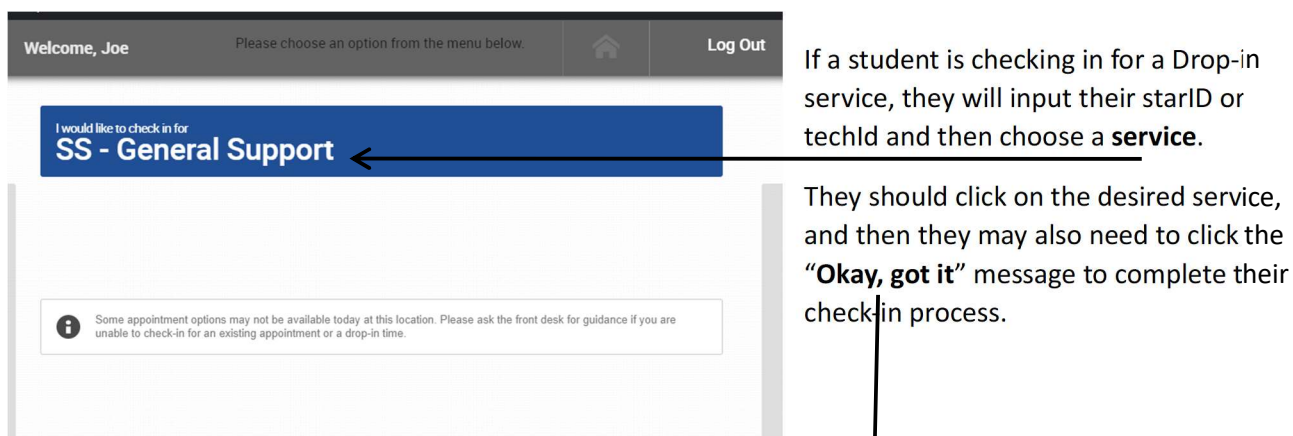 Welcome, Joe
Please choose an option from the menu below.
Log Out
I would like to check in for
SS - General Support
Some appointment options may not be available today at this location. Please ask the front desk for guidance if you are
unable to check-in for an existing appointment or a drop-in time.
If a student is checking in for a Drop-in
service, they will input their starID or
techId and then choose a service.
They should click on the desired service,
and then they may also need to click the
“Okay, got it” message to complete their
check-in process.